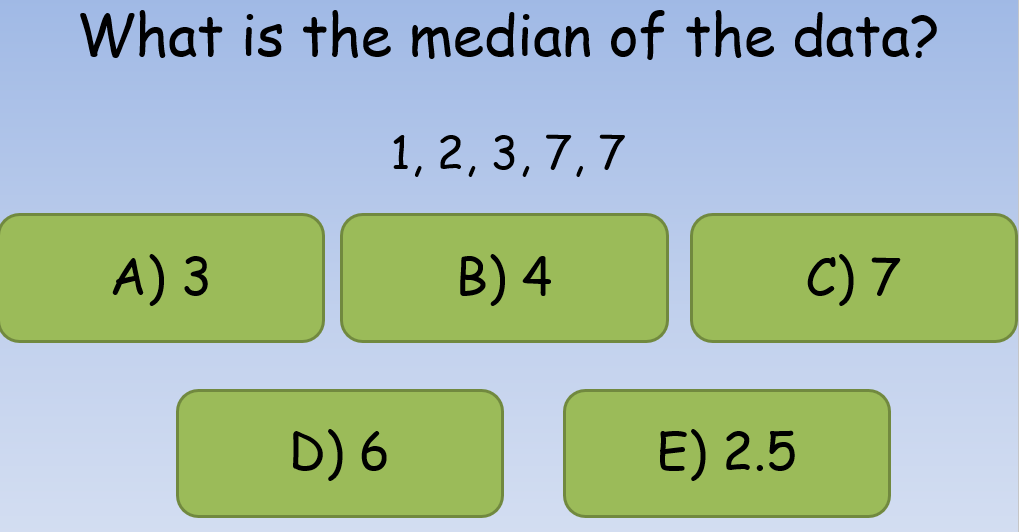 What is the median of the data?
1, 2, 3, 7, 7
A) 3
B) 4
C) 7
D) 6
E) 2.5